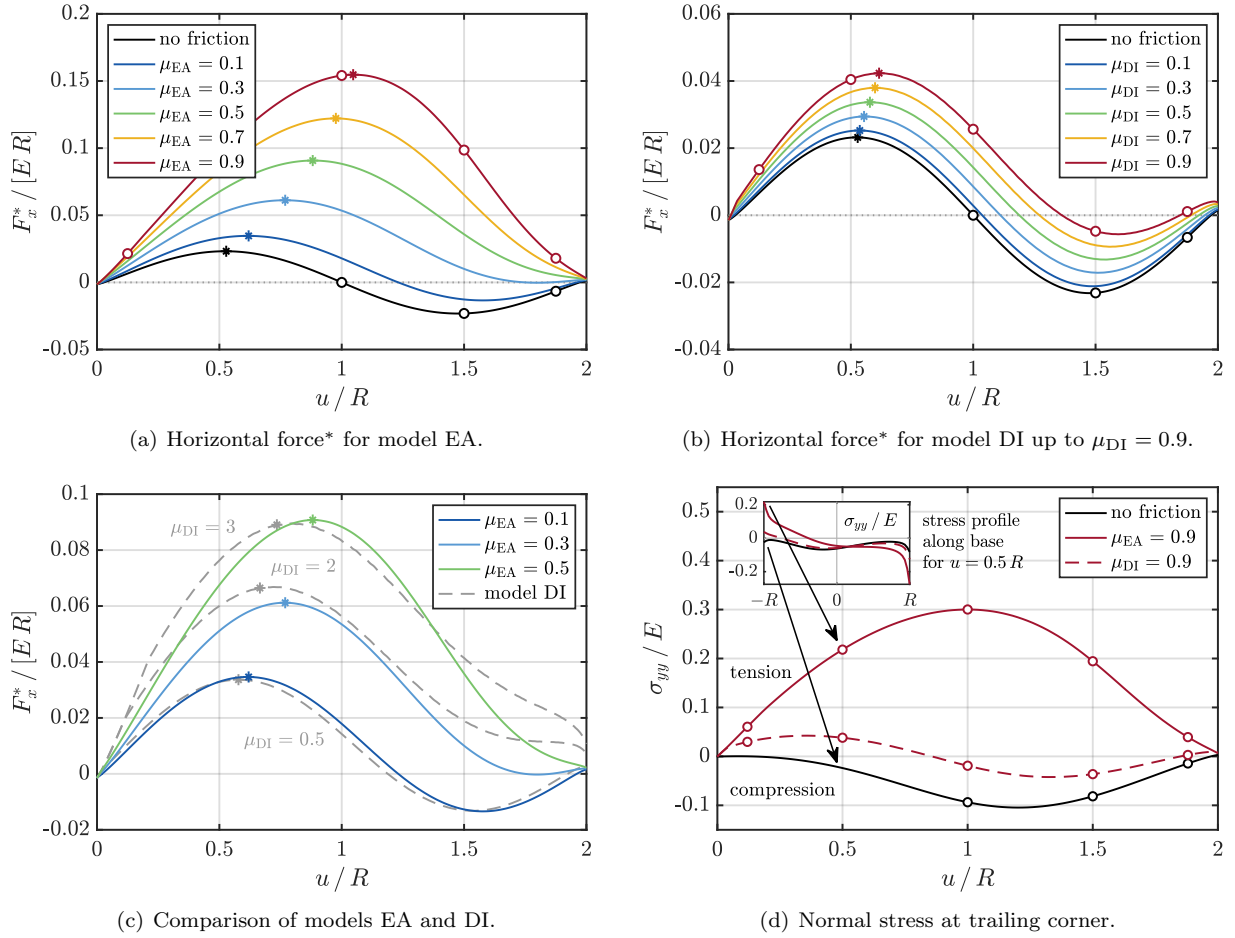 0.2
0.15
0.1
0.05
0
-0.05
F*x / [E R]
no friction
μEA = 0.1
μEA = 0.3
μEA = 0.5
μEA = 0.7
μEA = 0.9
0 0.5 1 1.5 2
u / R
(a) Horizontal force* for model EA.
0.06
0.04
0.02
0
-0.02
-0.04
F*x / [E R]
no friction
μDI = 0.1
μDI = 0.3
μDI = 0.5
μDI = 0.7
μDI = 0.9
0 0.5 1 1.5 2
u / R
(b) Horizontal force* for model DI up to μDI = 0.9.
0.1
0.08
0.06
0.04
0.02
0
-0.02
F*x / [E R]
μDI = 3
μDI = 2
μDI = 0.5
μEA = 0.1
μEA = 0.3
μEA = 0.5
model DI
0 0.5 1 1.5 2
u / R
(c) Comparison of models EA and DI.
0.5
0.4
0.3
0.2
0.1
0
-0.1
σyy / E
0.2
0
-0.2
σyy / E
−R 0 R
stress profile
along base
for u = 0.5 R
no friction
μEA = 0.9
μDI = 0.9
tension
compression
0 0.5 1 1.5 2
u / R
(d) Normal stress at trailing corner.